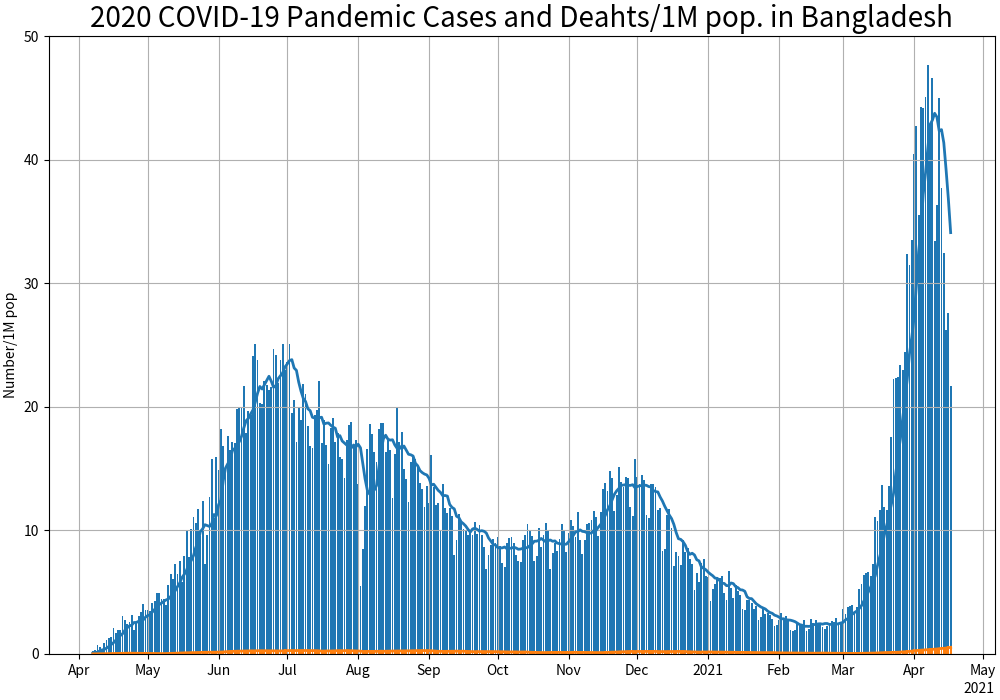 2020 COVID-19 Pandemic Cases and Deahts/1M pop. in Bangladesh
50
40
30
20
10
0
Number/1M pop
Apr May Jun Jul Aug Sep Oct Nov Dec 2021 Feb Mar Apr May
2021